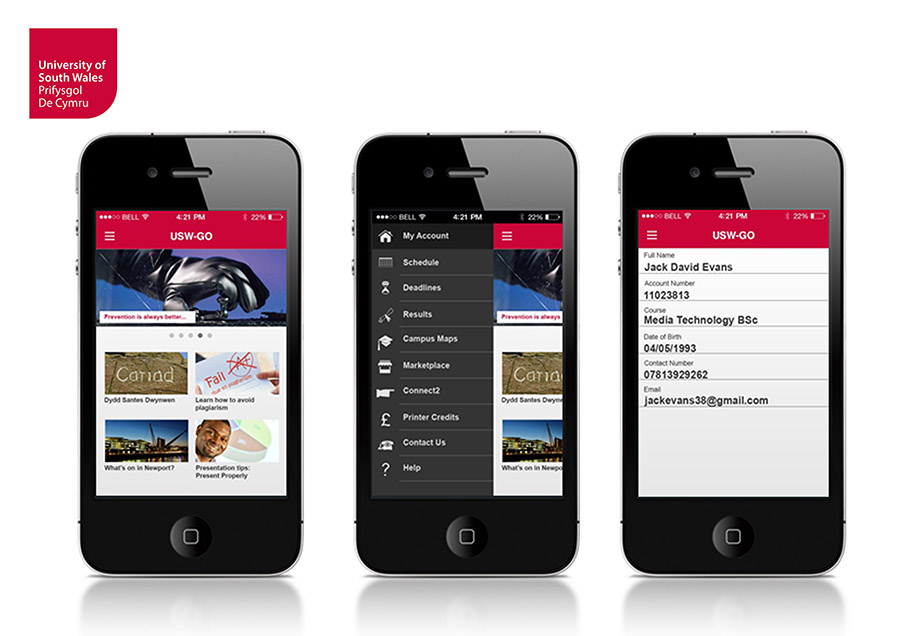 University of
South Wales
Prifysgol
De Cymru
BELL
4:21 PM
22%
USW-GO
Prevention is always better...
Cariad
Dydd Santes Dwynwen
Fail
A+
due to plagiarism
Learn how to avoid
plagiarism
What's on in Newport?
Presentation tips:
Present Properly
BELL
4:21 PM
22%
My Account
Schedule
Deadlines
Results
Campus Maps
Marketplace
Connect2
Printer Credits
Contact Us
Help
Prevention is always
Dydd Santes Dwynwen
What's on in Newpo
BELL
4:21 PM
22%
USW-GO
Full Name
Jack David Evans
Account Number
11023813
Course
Media Technology BSc
Date of Birth
04/05/1993
Contact Number
07813929262
Email
jackevans38@gmail.com